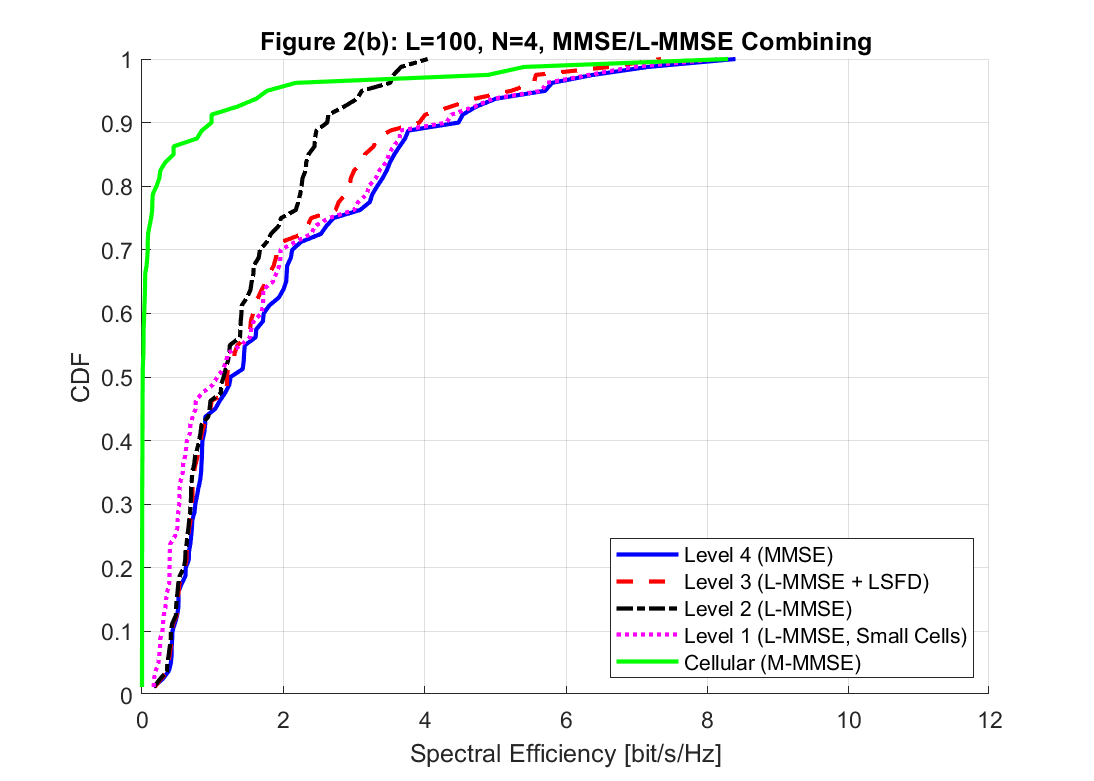 Figure 2(b): L=100, N=4, MMSE/L-MMSE Combining
1
0.9
0.8
0.7
0.6
0.5
0.4
0.3
0.2
0.1
0
CDF
Level 4 (MMSE)
Level 3 (L-MMSE + LSFD)
Level 2 (L-MMSE)
Level 1 (L-MMSE, Small Cells)
Cellular (M-MMSE)
0 2 4 6 8 10 12
Spectral Efficiency [bit/s/Hz]